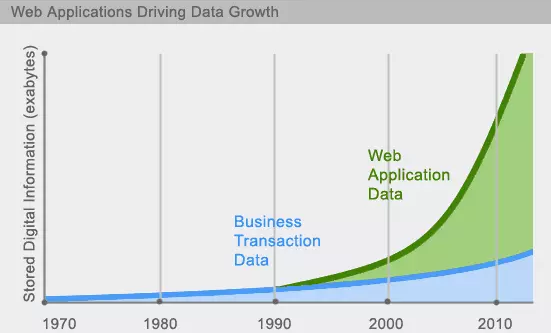 Web Applications Driving Data Growth
Stored Digital Information (exabytes)
Web
Application
Data
Business
Transaction
Data
1970 1980 1990 2000 2010